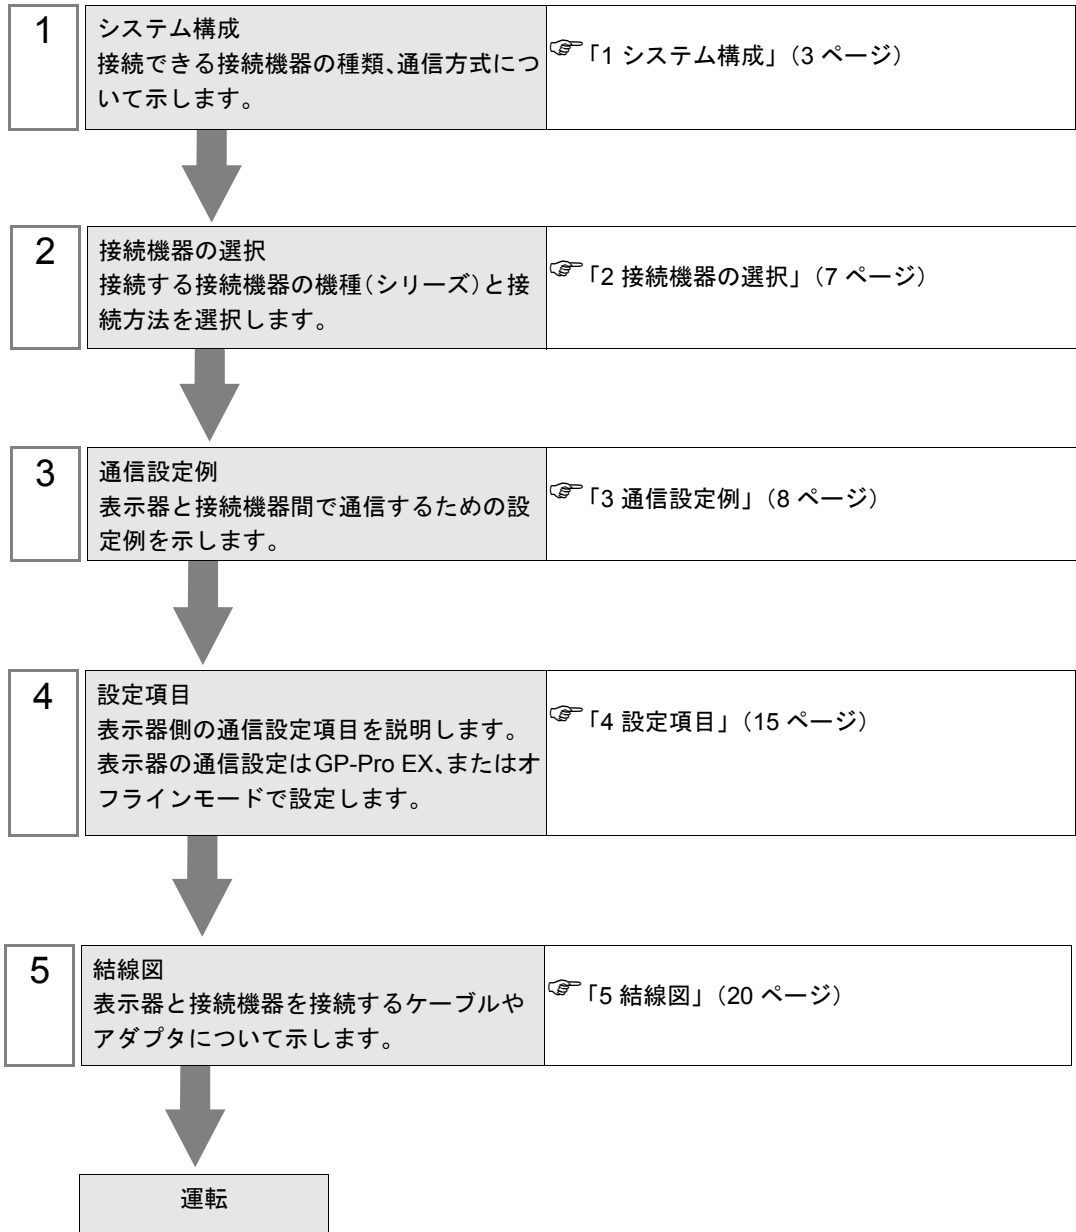 1
システム構成
接続できる接続機器の種類、通信方式につ
いて示します。
☞「1 システム構成」（3 ページ）
2
接続機器の選択
接続する接続機器の機種（シリーズ）と接
続方法を選択します。
☞「2 接続機器の選択」（7 ページ）
3
通信設定例
表示器と接続機器間で通信するための設
定例を示します。
☞「3 通信設定例」（8 ページ）
4
設定項目
表示器側の通信設定項目を説明します。
表示器の通信設定はGP-Pro EX、またはオ
フラインモードで設定します。
☞「4 設定項目」（15 ページ）
5
結線図
表示器と接続機器を接続するケーブルや
アダプタについて示します。
☞「5 結線図」（20 ページ）
運転